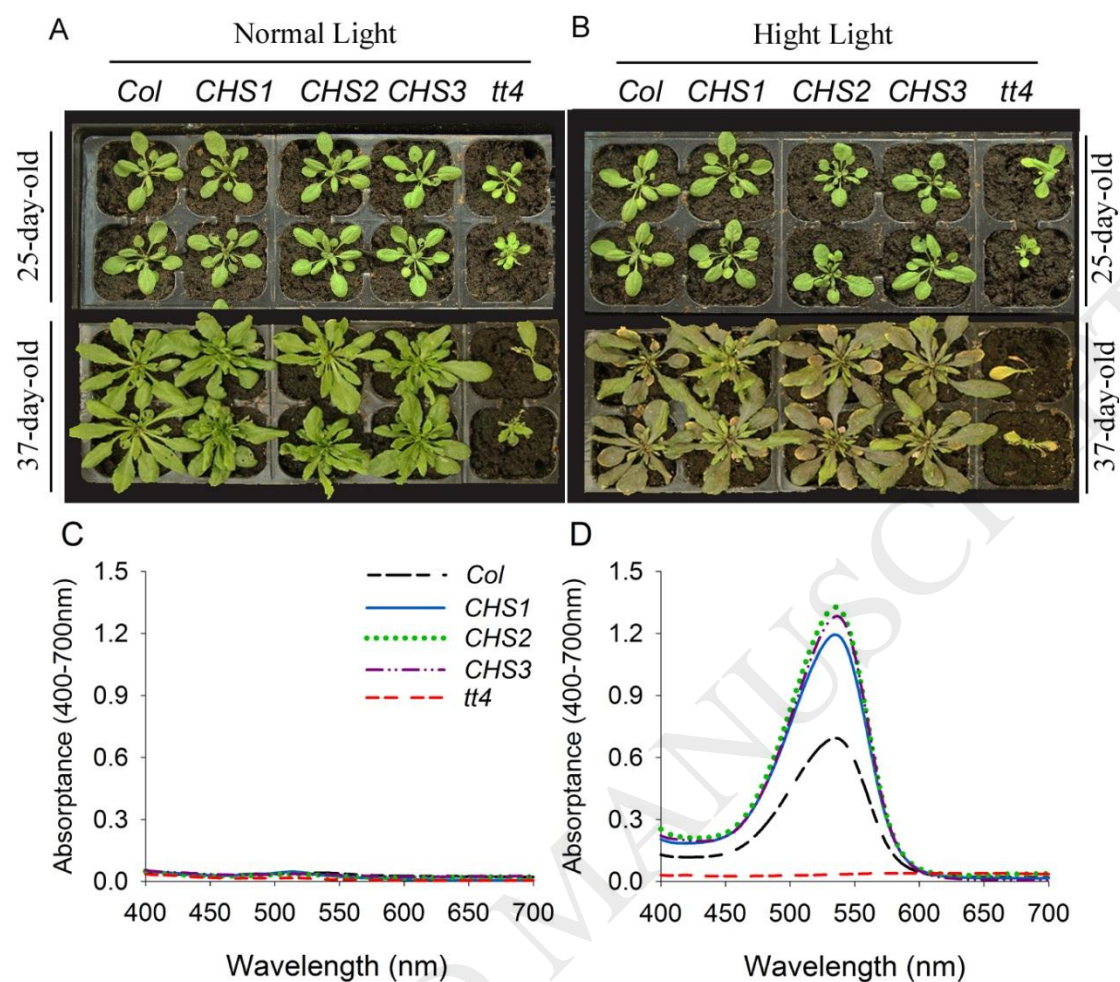 A
Normal Light
Col CHS1 CHS2 CHS3 tt4
25-day-old
37-day-old
B
Hight Light
Col CHS1 CHS2 CHS3 tt4
25-day-old
37-day-old
C
1.5
1.2
0.9
0.6
0.3
0.0
Absorptance (400-700nm)
Col
CHS1
CHS2
CHS3
tt4
400 450 500 550 600 650 700
Wavelength (nm)
D
1.5
1.2
0.9
0.6
0.3
0.0
Absorptance (400-700nm)
400 450 500 550 600 650 700
Wavelength (nm)
MANUSCRIPT